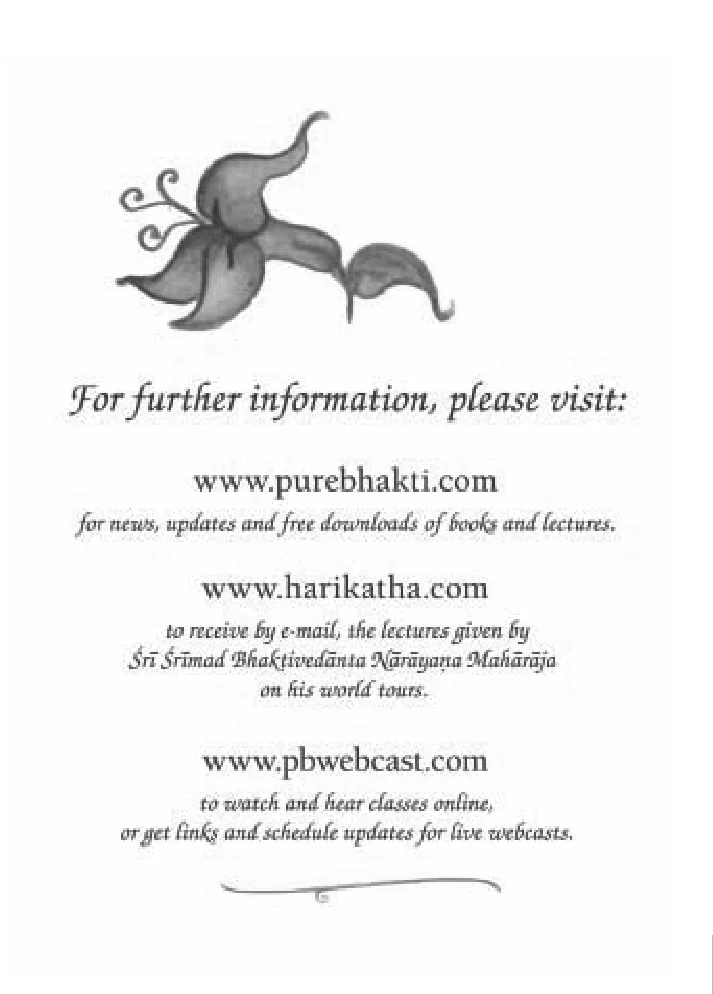 For further information, please visit:
www.purebhakti.com
for news, updates and free downloads of books and lectures.
www.harikatha.com
to receive by e-mail, the lectures given by
Śrī Śrīmad Bhaktivedānta Nārāyaṇa Mahārāja
on his world tours.
www.pbwebcast.com
to watch and hear classes online,
or get links and schedule updates for live webcasts.